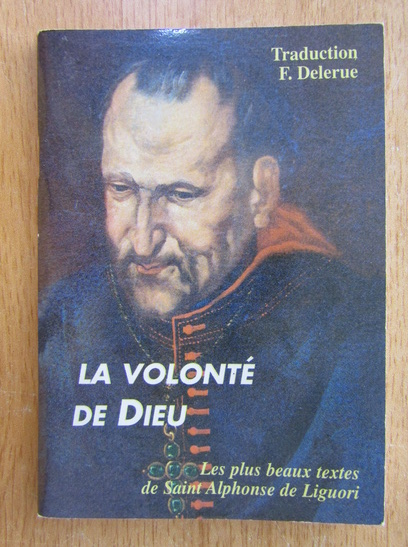 Traduction
F. Delerue
LA VOLONTÉ
DE DIEU
Les plus beaux textes
de Saint Alphonse de Liguori